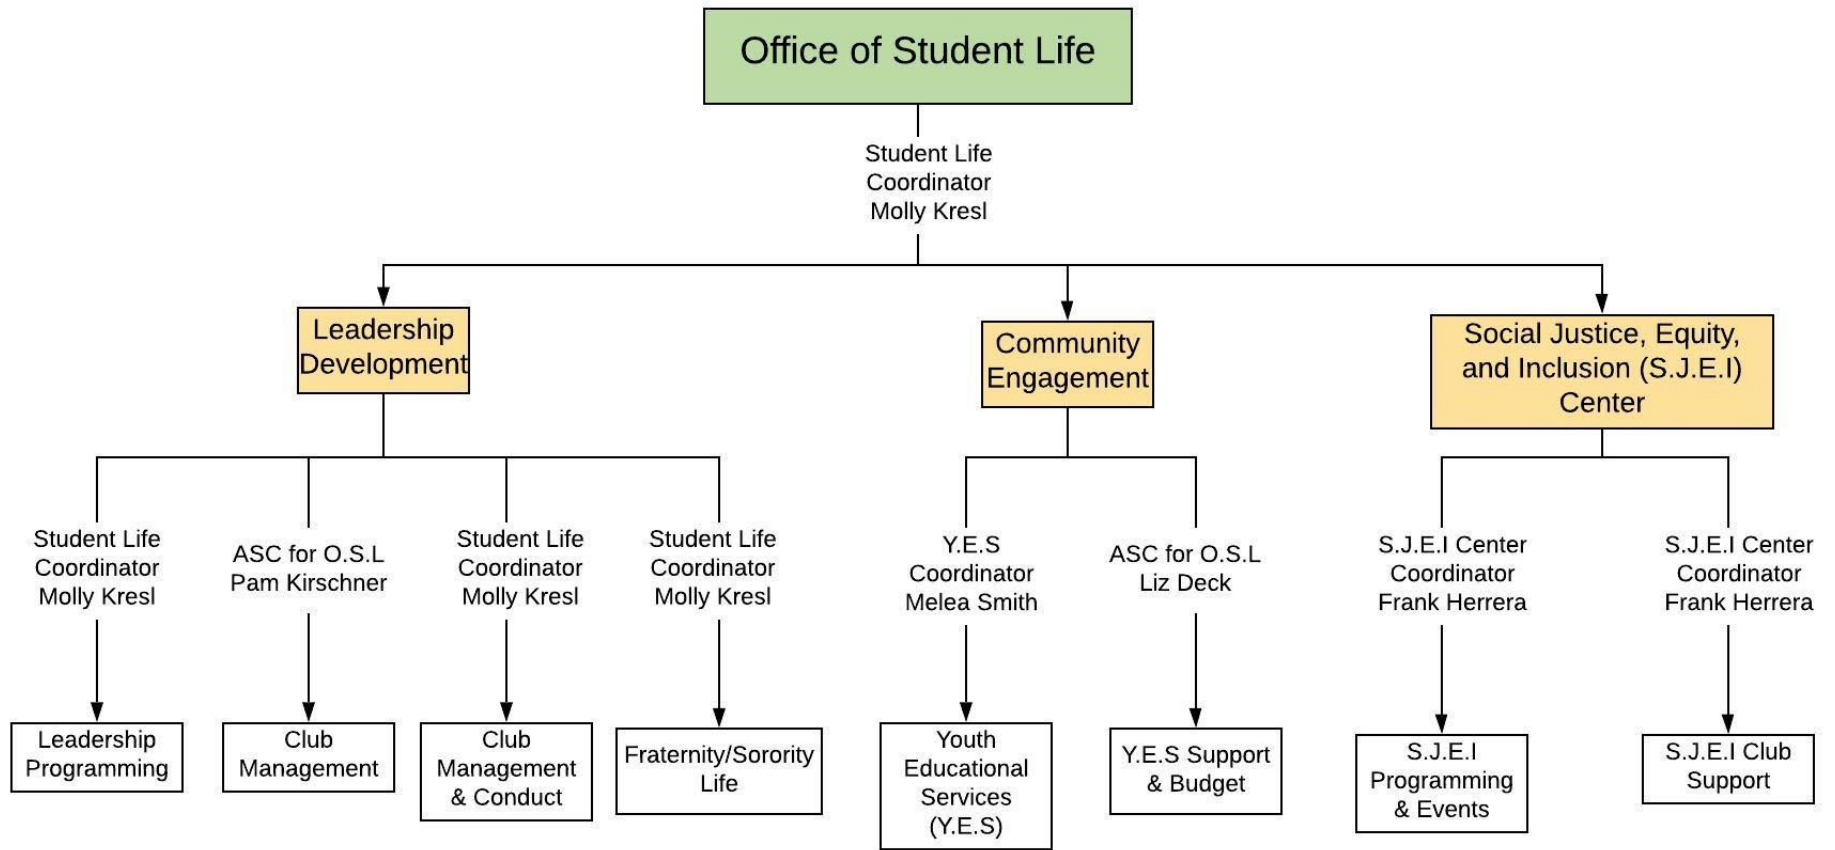 Office of Student Life
Student Life
Coordinator
Molly Kresl
Leadership
Development
Community
Engagement
Social Justice, Equity,
and Inclusion (S.J.E.I)
Center
Student Life
Coordinator
Molly Kresl
ASC for O.S.L
Pam Kirschner
Student Life
Coordinator
Molly Kresl
Student Life
Coordinator
Molly Kresl
Y.E.S
Coordinator
Melea Smith
ASC for O.S.L
Liz Deck
S.J.E.I Center
Coordinator
Frank Herrera
S.J.E.I Center
Coordinator
Frank Herrera
Leadership
Programming
Club
Management
Club
Management
& Conduct
Fraternity/Sorority
Life
Youth
Educational
Services
(Y.E.S)
Y.E.S Support
& Budget
S.J.E.I
Programming
& Events
S.J.E.I Club
Support